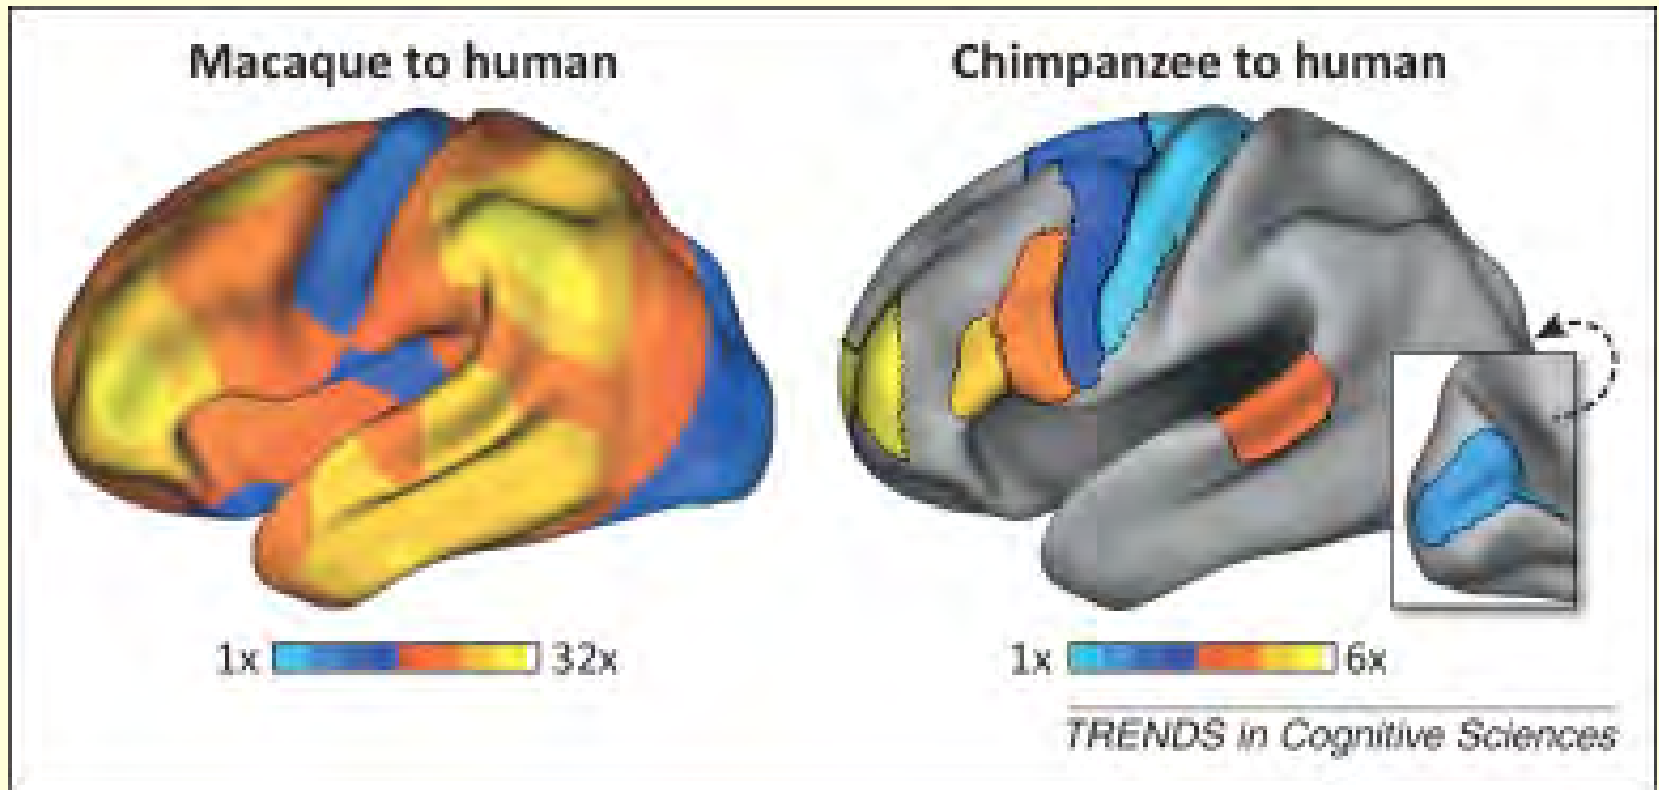 Macaque to human
Chimpanzee to human
1x 32x
1x 6x
TRENDS in Cognitive Sciences